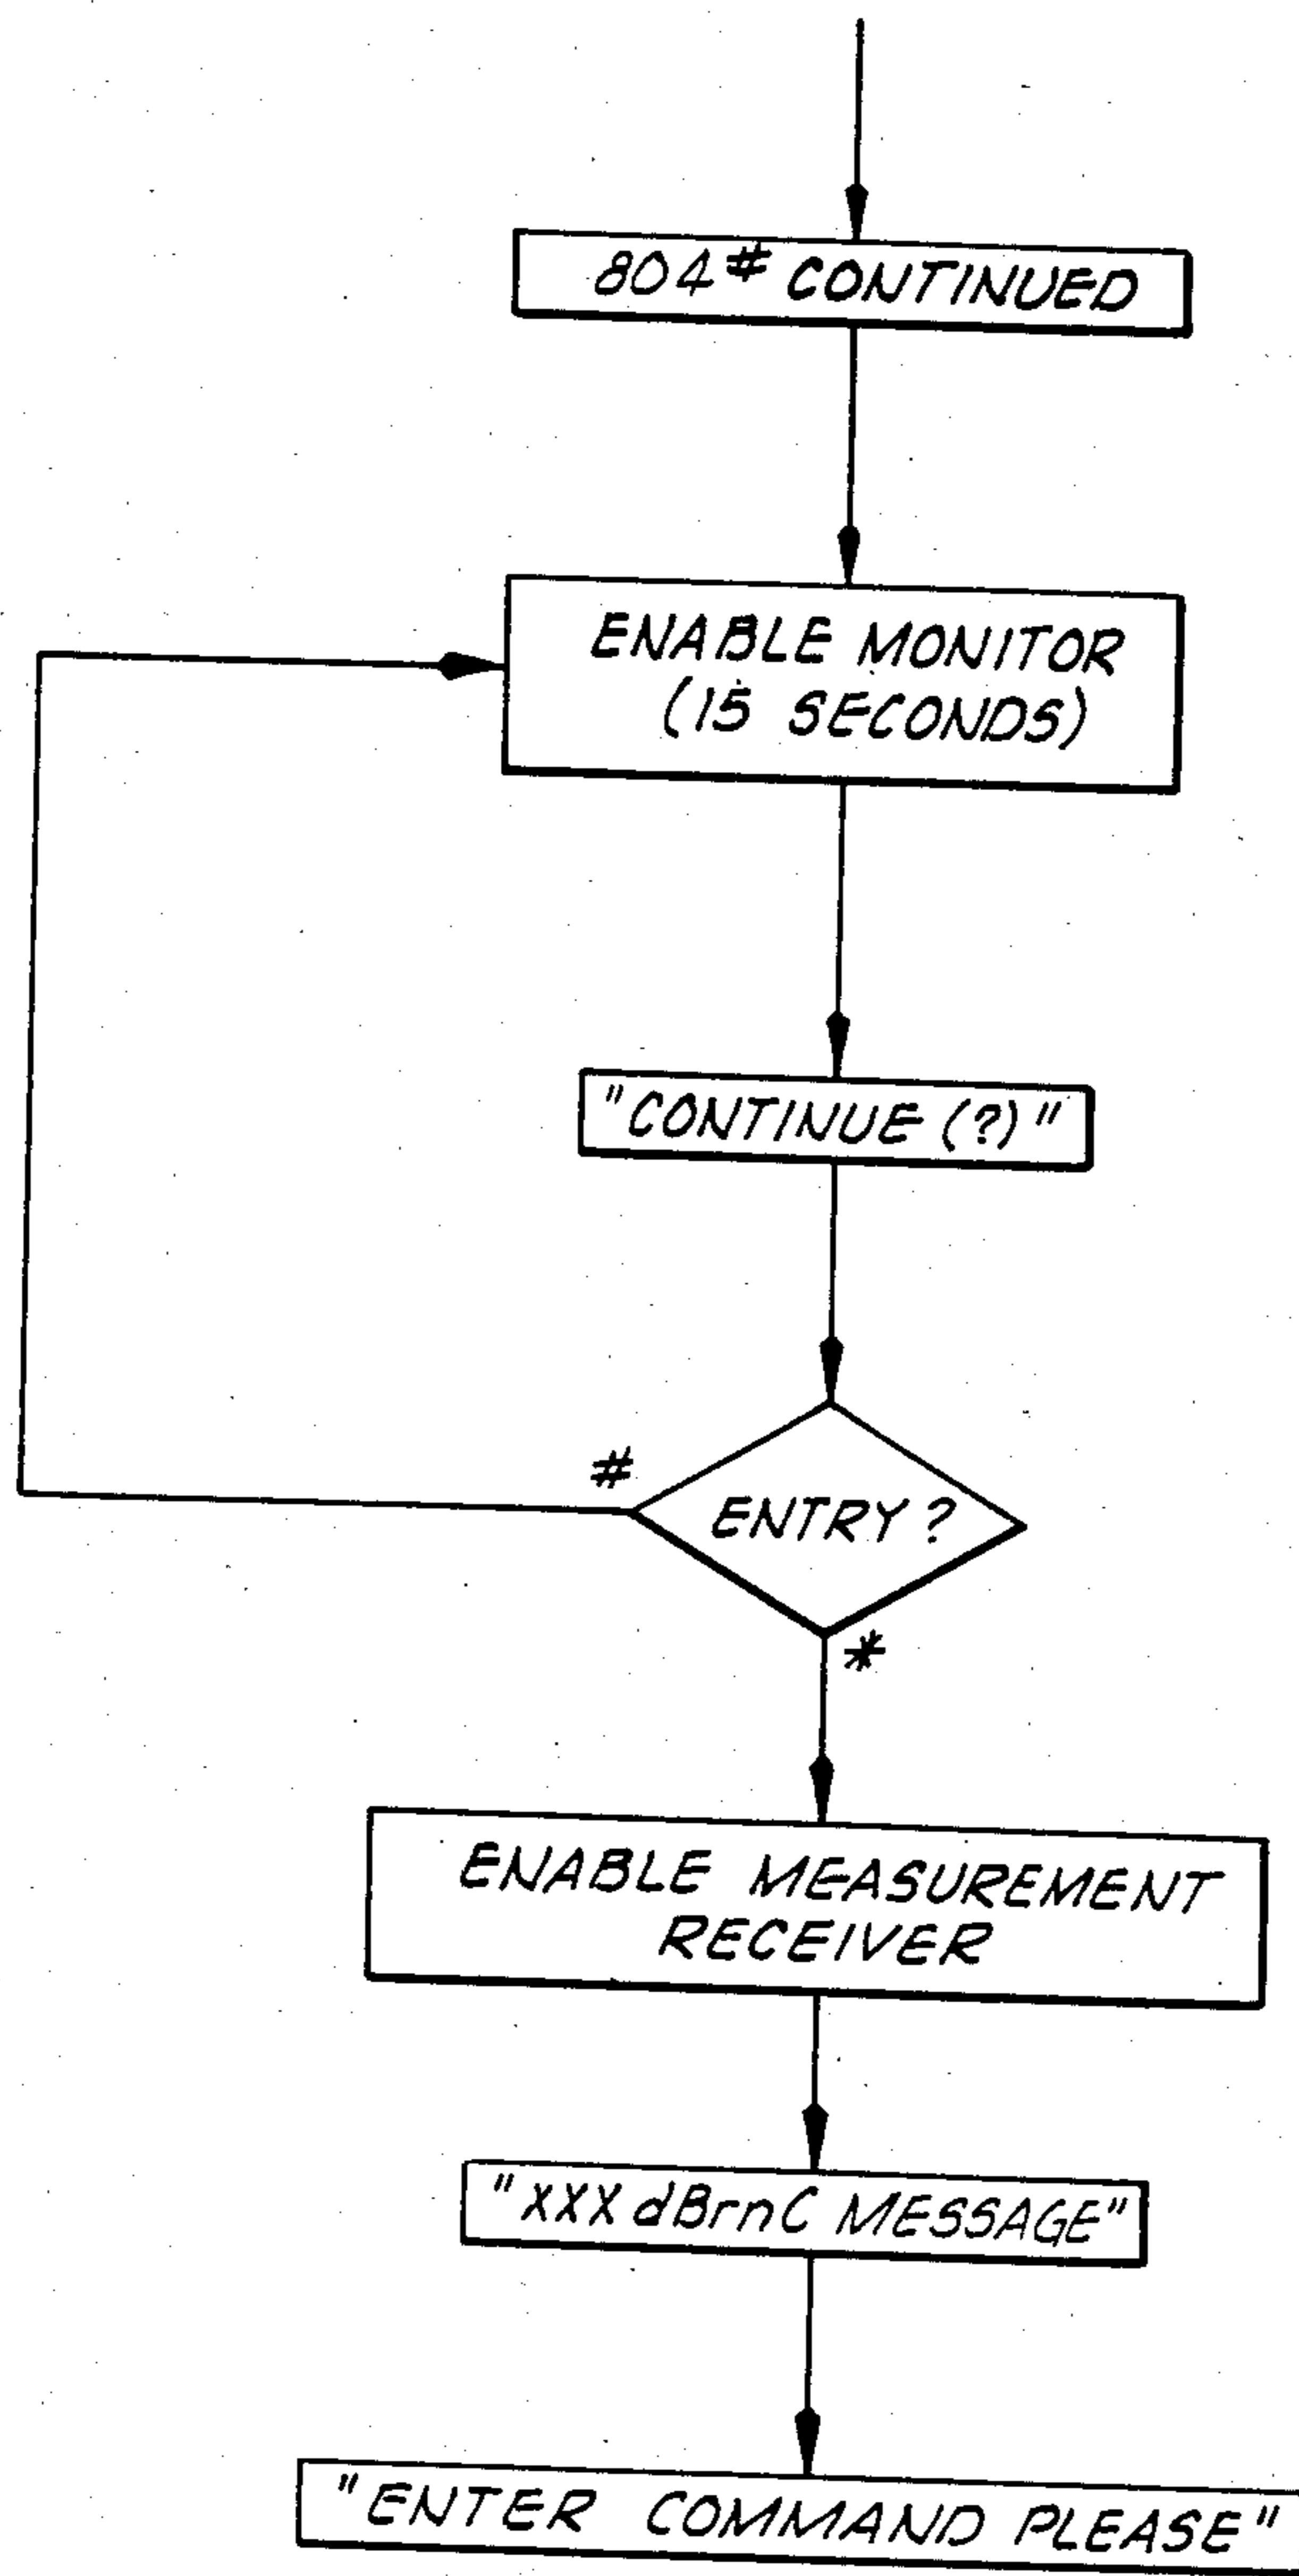 804# CONTINUED
ENABLE MONITOR
(15 SECONDS)
"CONTINUE (?)"
#
ENTRY?
*
ENABLE MEASUREMENT
RECEIVER
"XXX dBrnC MESSAGE"
"ENTER COMMAND PLEASE"